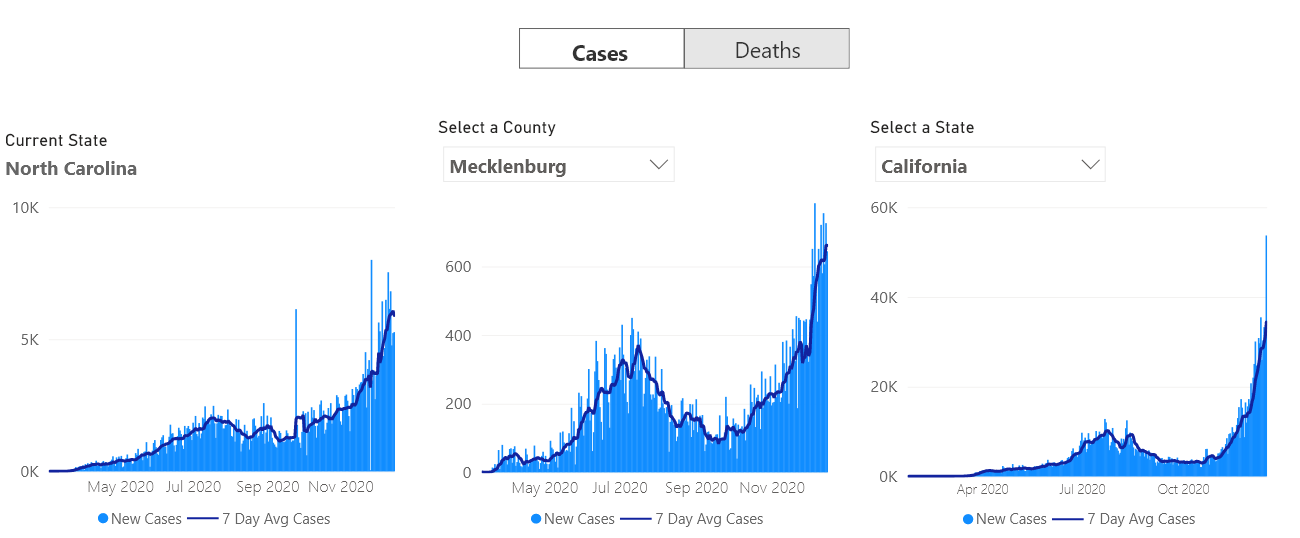 Cases Deaths
Current State
North Carolina
10K
5K
0K
May 2020 Jul 2020 Sep 2020 Nov 2020
New Cases 7 Day Avg Cases
Select a County
Mecklenburg
600
400
200
0
May 2020 Jul 2020 Sep 2020 Nov 2020
New Cases 7 Day Avg Cases
Select a State
California
60K
40K
20K
0K
Apr 2020 Jul 2020 Oct 2020
New Cases 7 Day Avg Cases